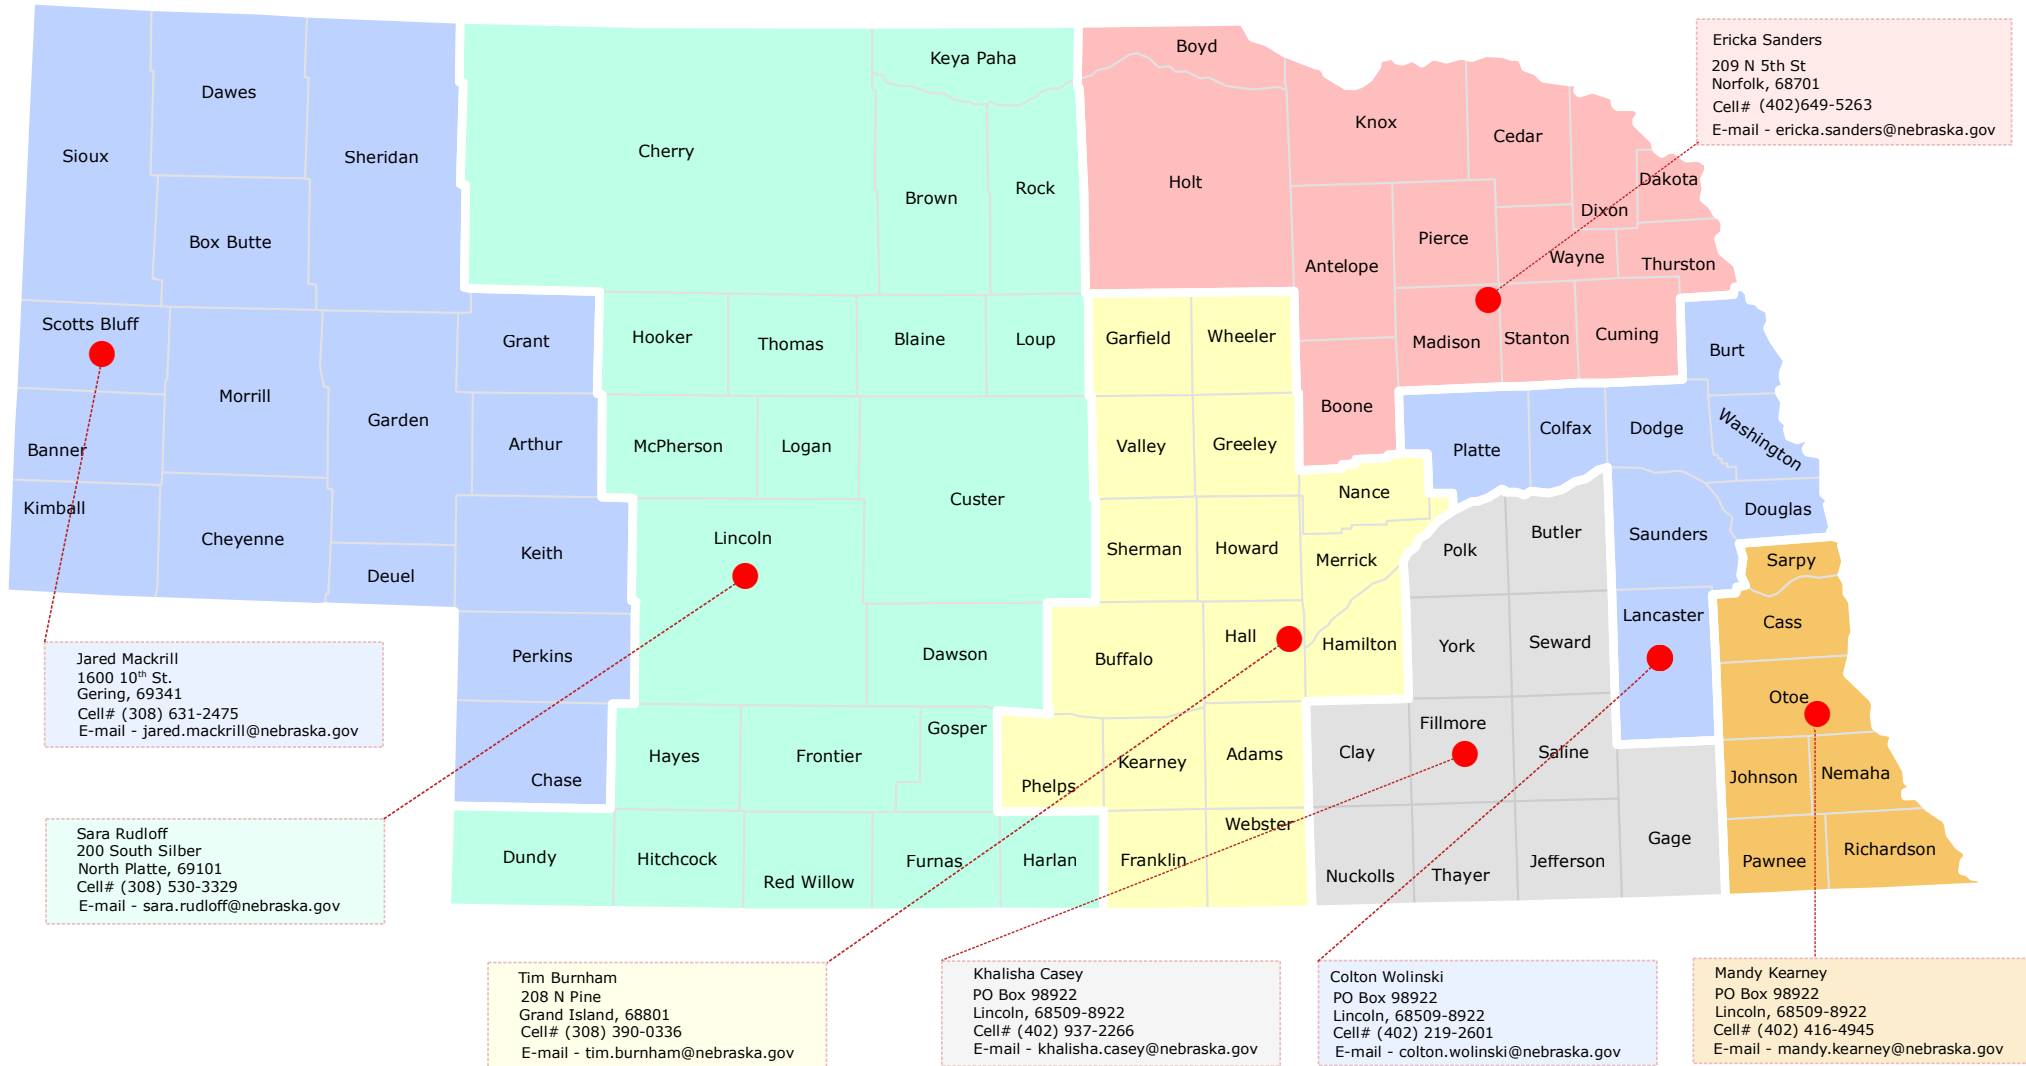 Ericka Sanders
209 N 5th St
Norfolk, 68701
Cell# (402)649-5263
E-mail - ericka.sanders@nebraska.gov
Boyd
Keya Paha
Dawes
Knox
Cedar
Sioux
Sheridan
Cherry
Holt
Dakota
Brown
Rock
Dixon
Box Butte
Pierce
Antelope
Wayne
Thurston
Scotts Bluff
Grant
Hooker
Thomas
Blaine
Loup
Garfield
Wheeler
Madison
Stanton
Cuming
Burt
Morrill
Garden
Boone
Arthur
McPherson
Logan
Valley
Greeley
Platte
Colfax
Dodge
Washington
Banner
Kimball
Custer
Nance
Douglas
Cheyenne
Keith
Lincoln
Sherman
Howard
Merrick
Polk
Butler
Saunders
Sarpy
Deuel
Lancaster
Cass
Perkins
Dawson
Buffalo
Hall
Hamilton
York
Seward
Otoe
Jared Mackrill
1600 10th St.
Gering, 69341
Cell# (308) 631-2475
E-mail - jared.mackrill@nebraska.gov
Chase
Hayes
Frontier
Gosper
Phelps
Kearney
Adams
Clay
Fillmore
Saline
Johnson
Nemaha
Sara Rudloff
200 South Silber
North Platte, 69101
Cell# (308) 530-3329
E-mail - sara.rudloff@nebraska.gov
Dundy
Hitchcock
Red Willow
Furnas
Harlan
Franklin
Webster
Nuckolls
Thayer
Jefferson
Gage
Pawnee
Richardson
Tim Burnham
208 N Pine
Grand Island, 68801
Cell# (308) 390-0336
E-mail - tim.burnham@nebraska.gov
Khalisha Casey
PO Box 98922
Lincoln, 68509-8922
Cell# (402) 937-2266
E-mail - khalisha.casey@nebraska.gov
Colton Wolinski
PO Box 98922
Lincoln, 68509-8922
Cell# (402) 219-2601
E-mail - colton.wolinski@nebraska.gov
Mandy Kearney
PO Box 98922
Lincoln, 68509-8922
Cell# (402) 416-4945
E-mail - mandy.kearney@nebraska.gov